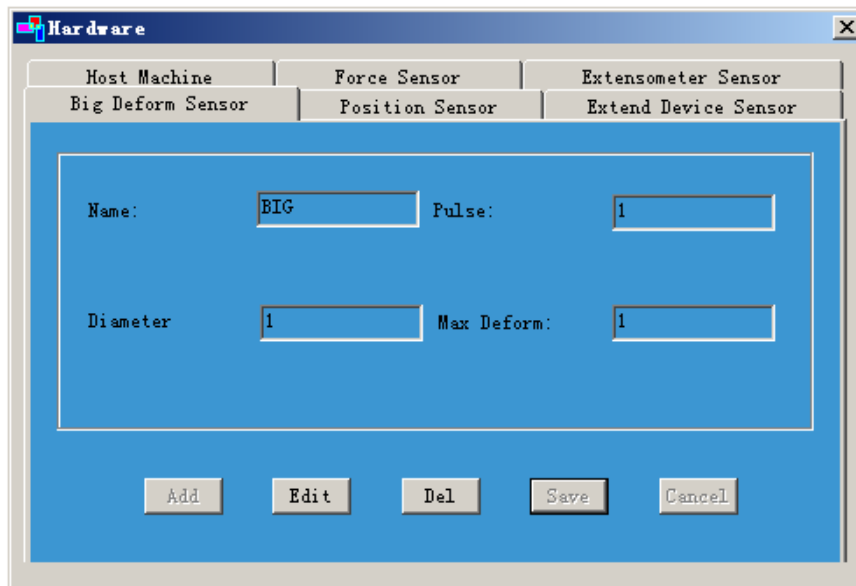 Hardware
Host Machine Force Sensor Extensometer Sensor
Big Deform Sensor Position Sensor Extend Device Sensor
Name: BIG Pulse: 1
Diameter 1 Max Deform: 1
Add Edit Del Save Cancel